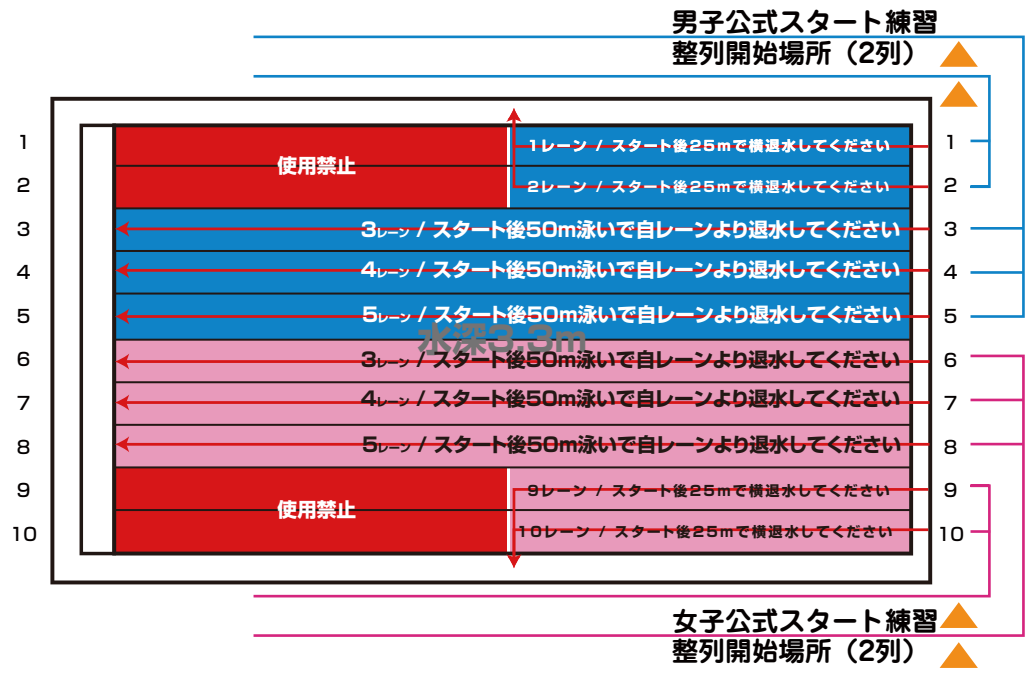 男子公式スタート練習
整列開始場所（2列）
1
1レーン / スタート後25mで横退水してください
1
使用禁止
2
2レーン / スタート後25mで横退水してください
2
3
3レーン / スタート後50m泳いで自レーンより退水してください
3
4
4レーン / スタート後50m泳いで自レーンより退水してください
4
5
5レーン / スタート後50m泳いで自レーンより退水してください
5
水深3.3m
6
3レーン / スタート後50m泳いで自レーンより退水してください
6
7
4レーン / スタート後50m泳いで自レーンより退水してください
7
8
5レーン / スタート後50m泳いで自レーンより退水してください
8
9
9レーン / スタート後25mで横退水してください
9
使用禁止
10
10レーン / スタート後25mで横退水してください
10
女子公式スタート練習
整列開始場所（2列）